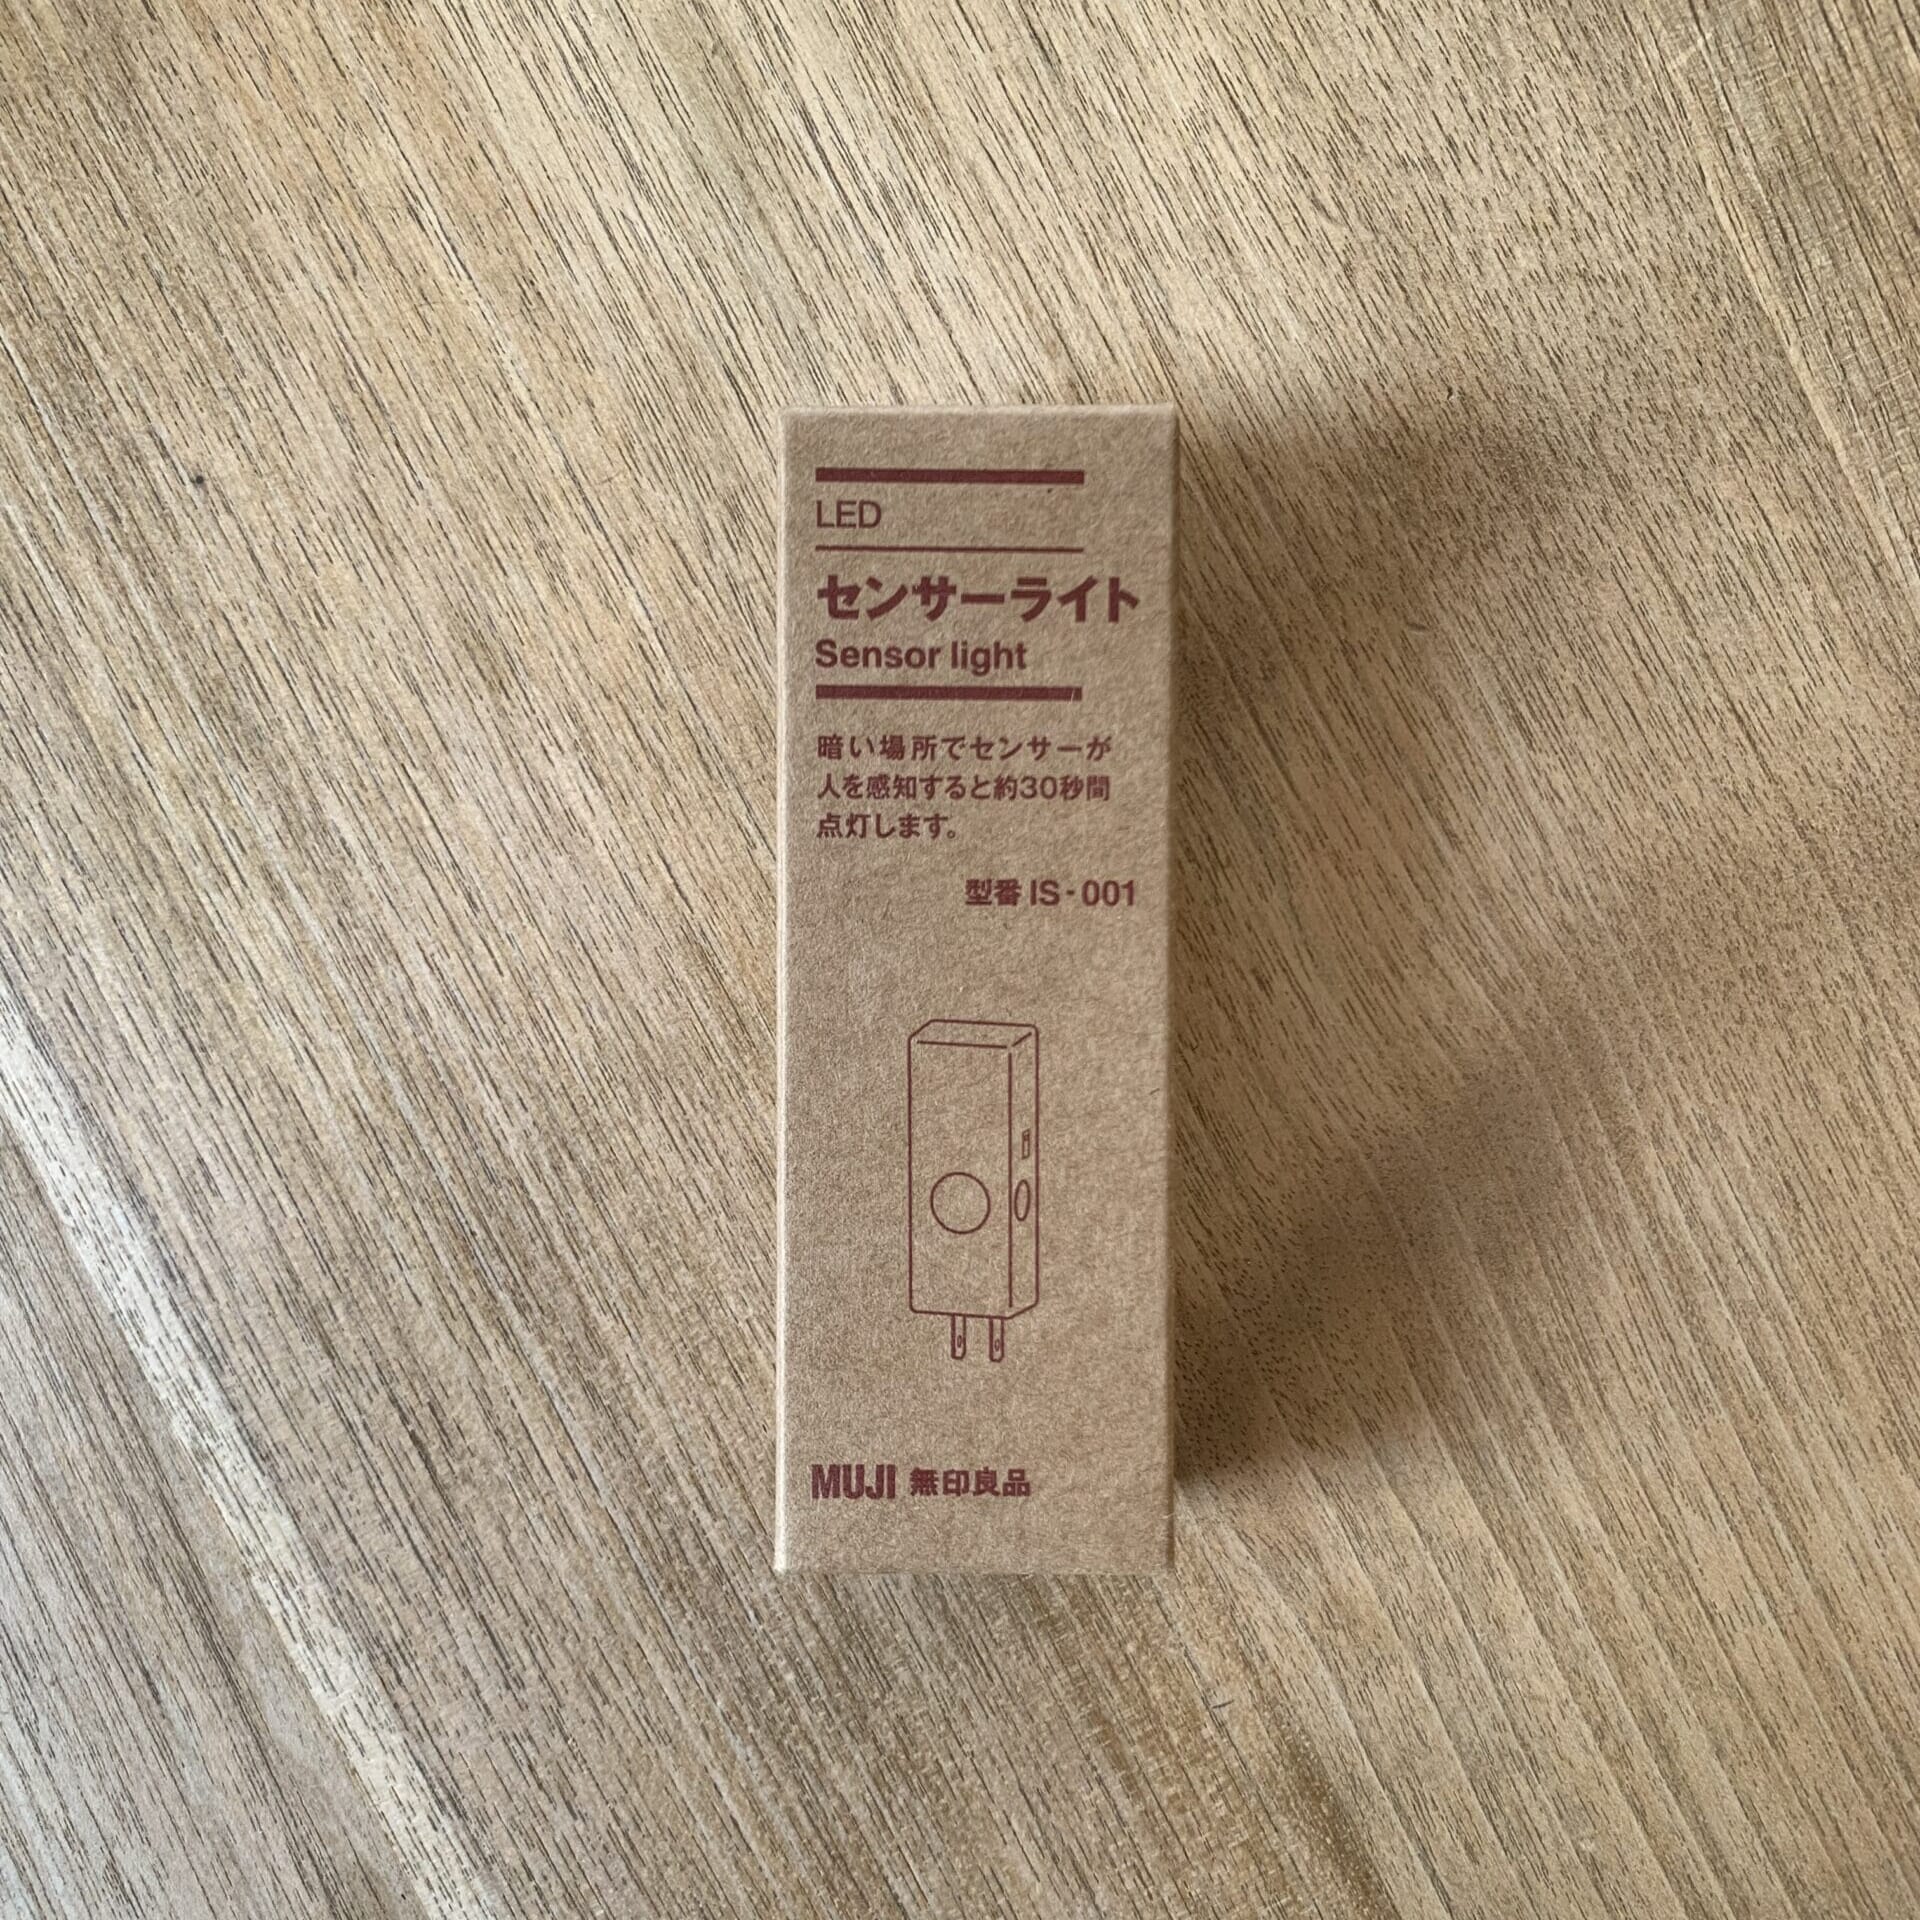 LED
センサーライト
Sensor light
暗い場所でセンサーが
人を感知すると約30秒間
点灯します。
型番 IS-001
MUJI 無印良品